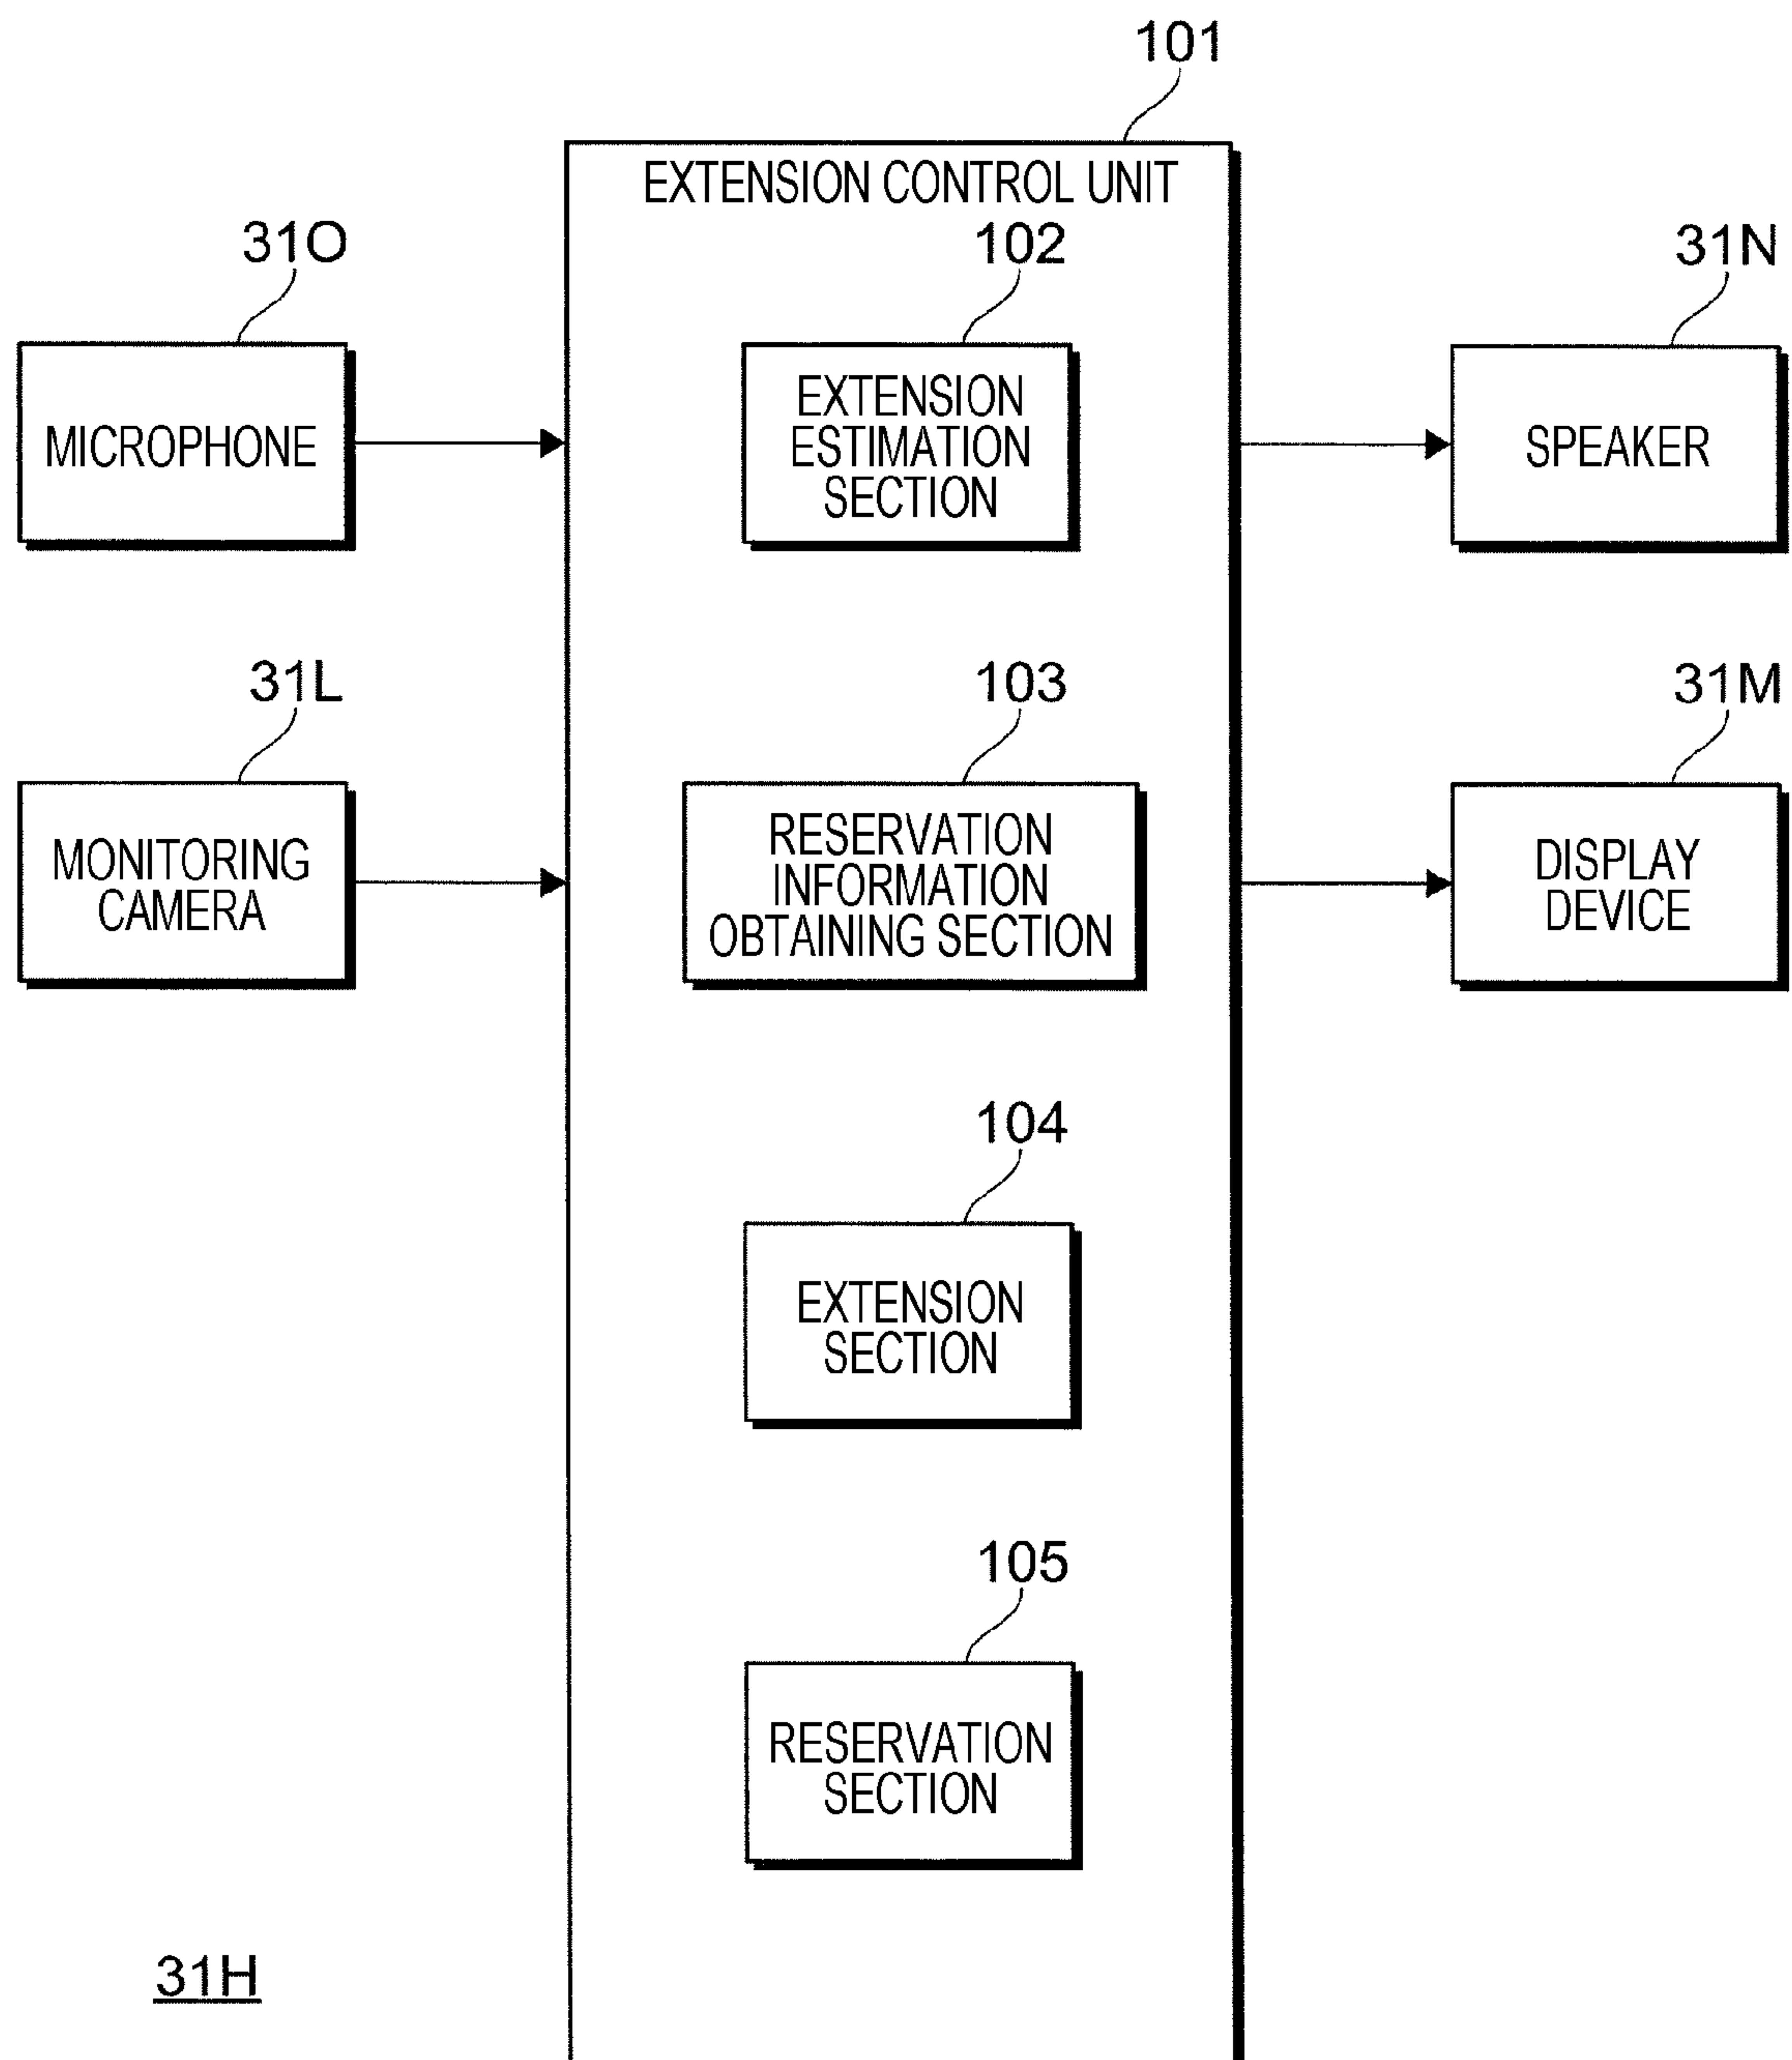 101
EXTENSION CONTROL UNIT
31O
102
31N
MICROPHONE
EXTENSION
ESTIMATION
SECTION
SPEAKER
31L
103
31M
MONITORING
CAMERA
RESERVATION
INFORMATION
OBTAINING SECTION
DISPLAY
DEVICE
104
EXTENSION
SECTION
105
RESERVATION
SECTION
31H